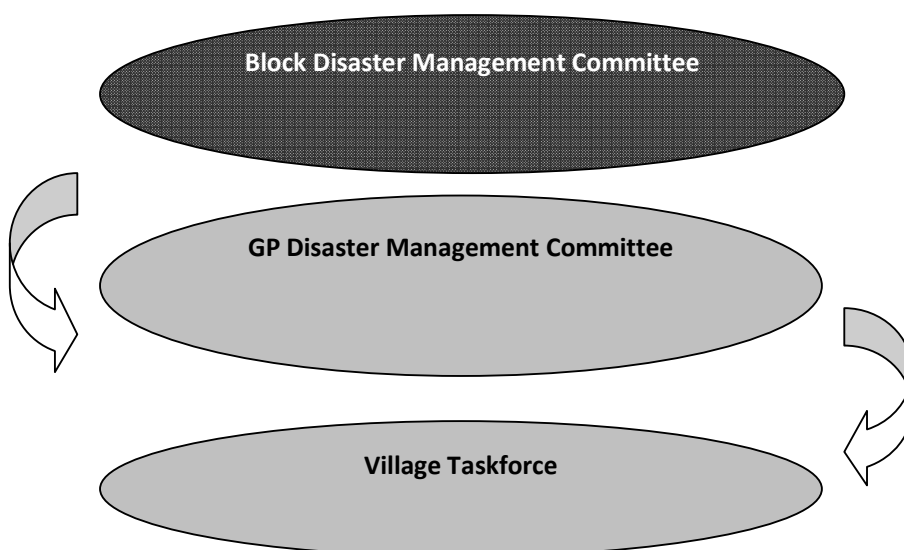 Block Disaster Management Committee
GP Disaster Management Committee
Village Taskforce